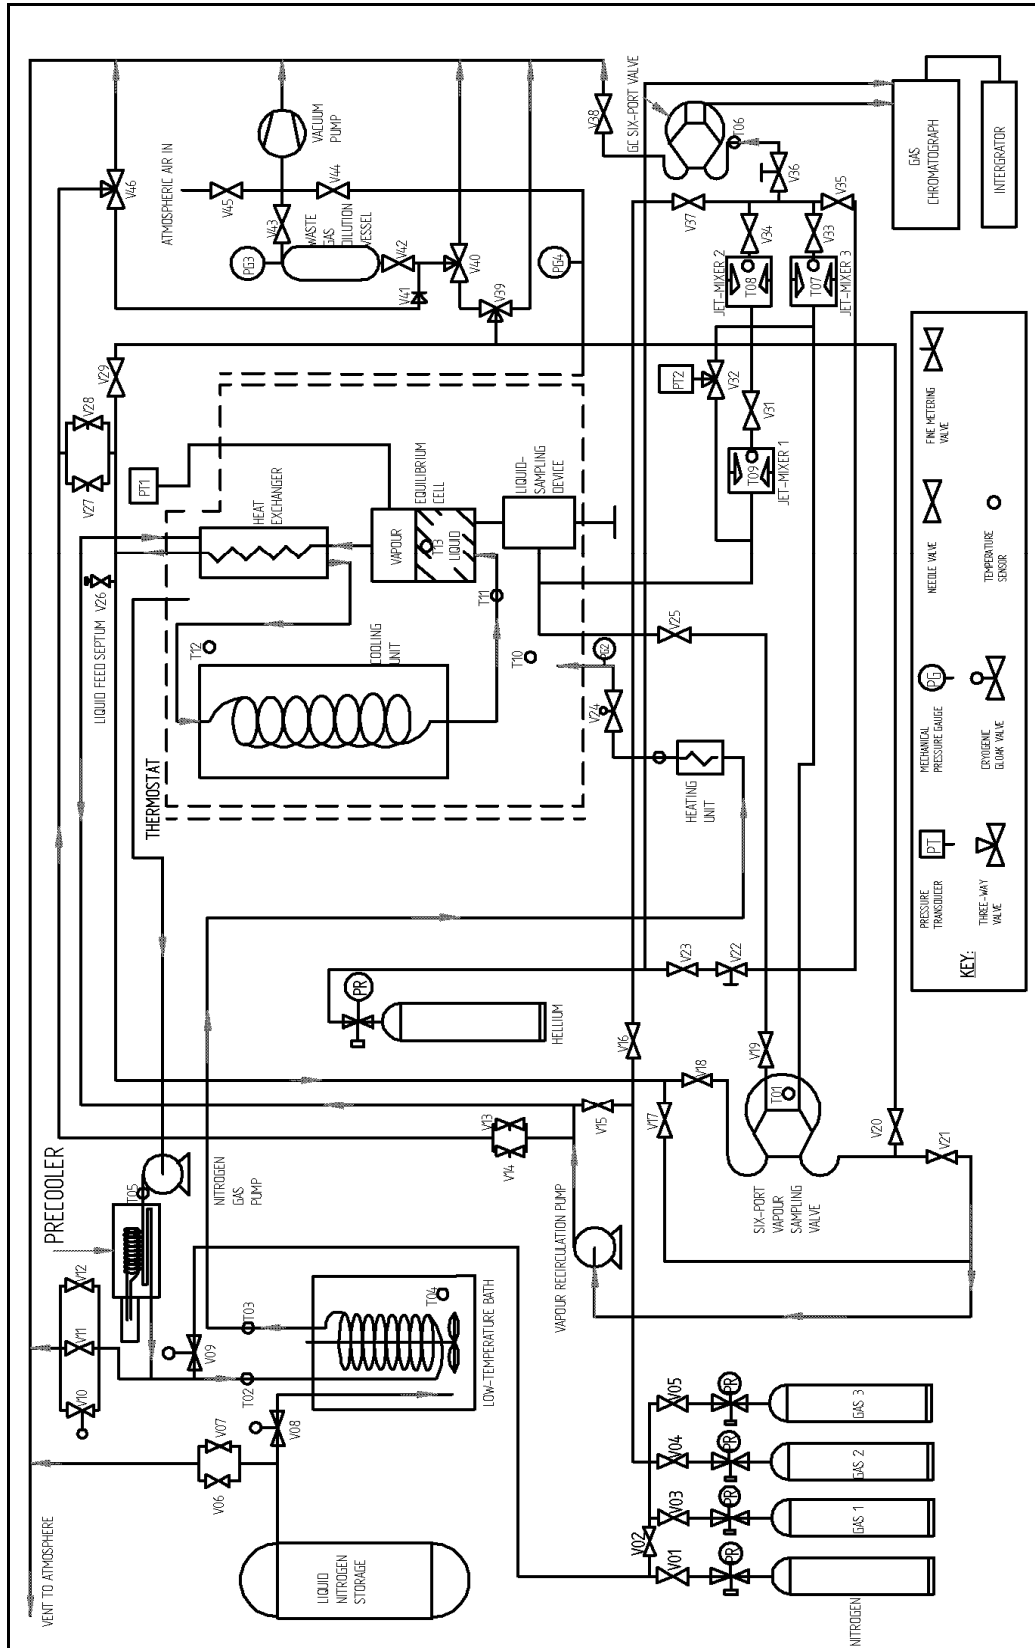 VENT TO ATMOSPHERE
LIQUID
NITROGEN
STORAGE
V06
V07
V08
V10
V11
V12
V09
PRECOOLER
T05
T02
T03
T04
LOW-TEMPERATURE BATH
NITROGEN
GAS
PUMP
V14
V13
VAPOUR RECIRCULATION PUMP
V15
V16
V17
V18
V19
V20
V21
T01
SIX-PORT
VAPOUR
SAMPLING
VALVE
V01
V02
V03
V04
V05
PR
PR
PR
PR
NITROGEN
GAS 1
GAS 2
GAS 3
PR
HELLIUM
V23
V22
HEATING
UNIT
V24
PG2
V25
THERMOSTAT
LIQUID FEED SEPTUM
V26
V27
V28
V29
T12
COOLING
UNIT
T10
T11
HEAT
EXCHANGER
PT1
VAPOUR
T13
LIQUID
EQUILIBRIUM
CELL
LIQUID-
SAMPLING
DEVICE
T09
JET-MIXER 1
V31
PT2
V32
JET-MIXER 2
T08
JET-MIXER 3
T07
V34
V33
V35
V36
V37
V38
T06
GC SIX-PORT VALVE
V39
V40
V41
V42
V43
V44
V45
V46
PG3
PG4
WASTE
GAS
DILUTION
VESSEL
VACUUM
PUMP
ATMOSPHERIC AIR IN
GAS
CHROMATOGRAPH
INTERGRATOR
KEY:
PT
PRESSURE
TRANSDUCER
PG
MECHANICAL
PRESSURE GAUGE
NEEDLE VALVE
FINE METERING
VALVE
THREE-WAY
VALVE
CRYOGENIC
GLOAK VALVE
TEMPERATURE
SENSOR